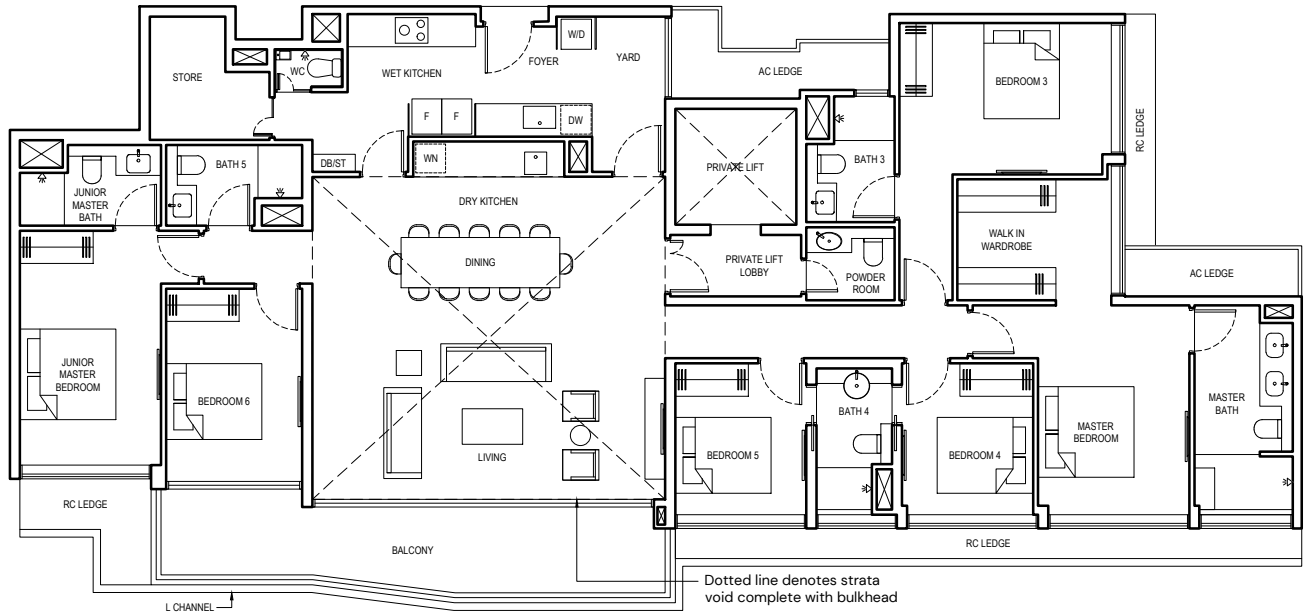 STORE
WC
WET KITCHEN
FOYER
W/D
YARD
AC LEDGE
BEDROOM 3
RC LEDGE
F
F
DW
DB/ST
WN
PRIVATE LIFT
BATH 3
JUNIOR
MASTER
BATH
BATH 5
DRY KITCHEN
WALK IN
WARDROBE
DINING
PRIVATE LIFT
LOBBY
POWDER
ROOM
AC LEDGE
JUNIOR
MASTER
BEDROOM
BEDROOM 6
LIVING
BEDROOM 5
BATH 4
BEDROOM 4
MASTER
BEDROOM
MASTER
BATH
RC LEDGE
BALCONY
RC LEDGE
L CHANNEL
Dotted line denotes strata
void complete with bulkhead